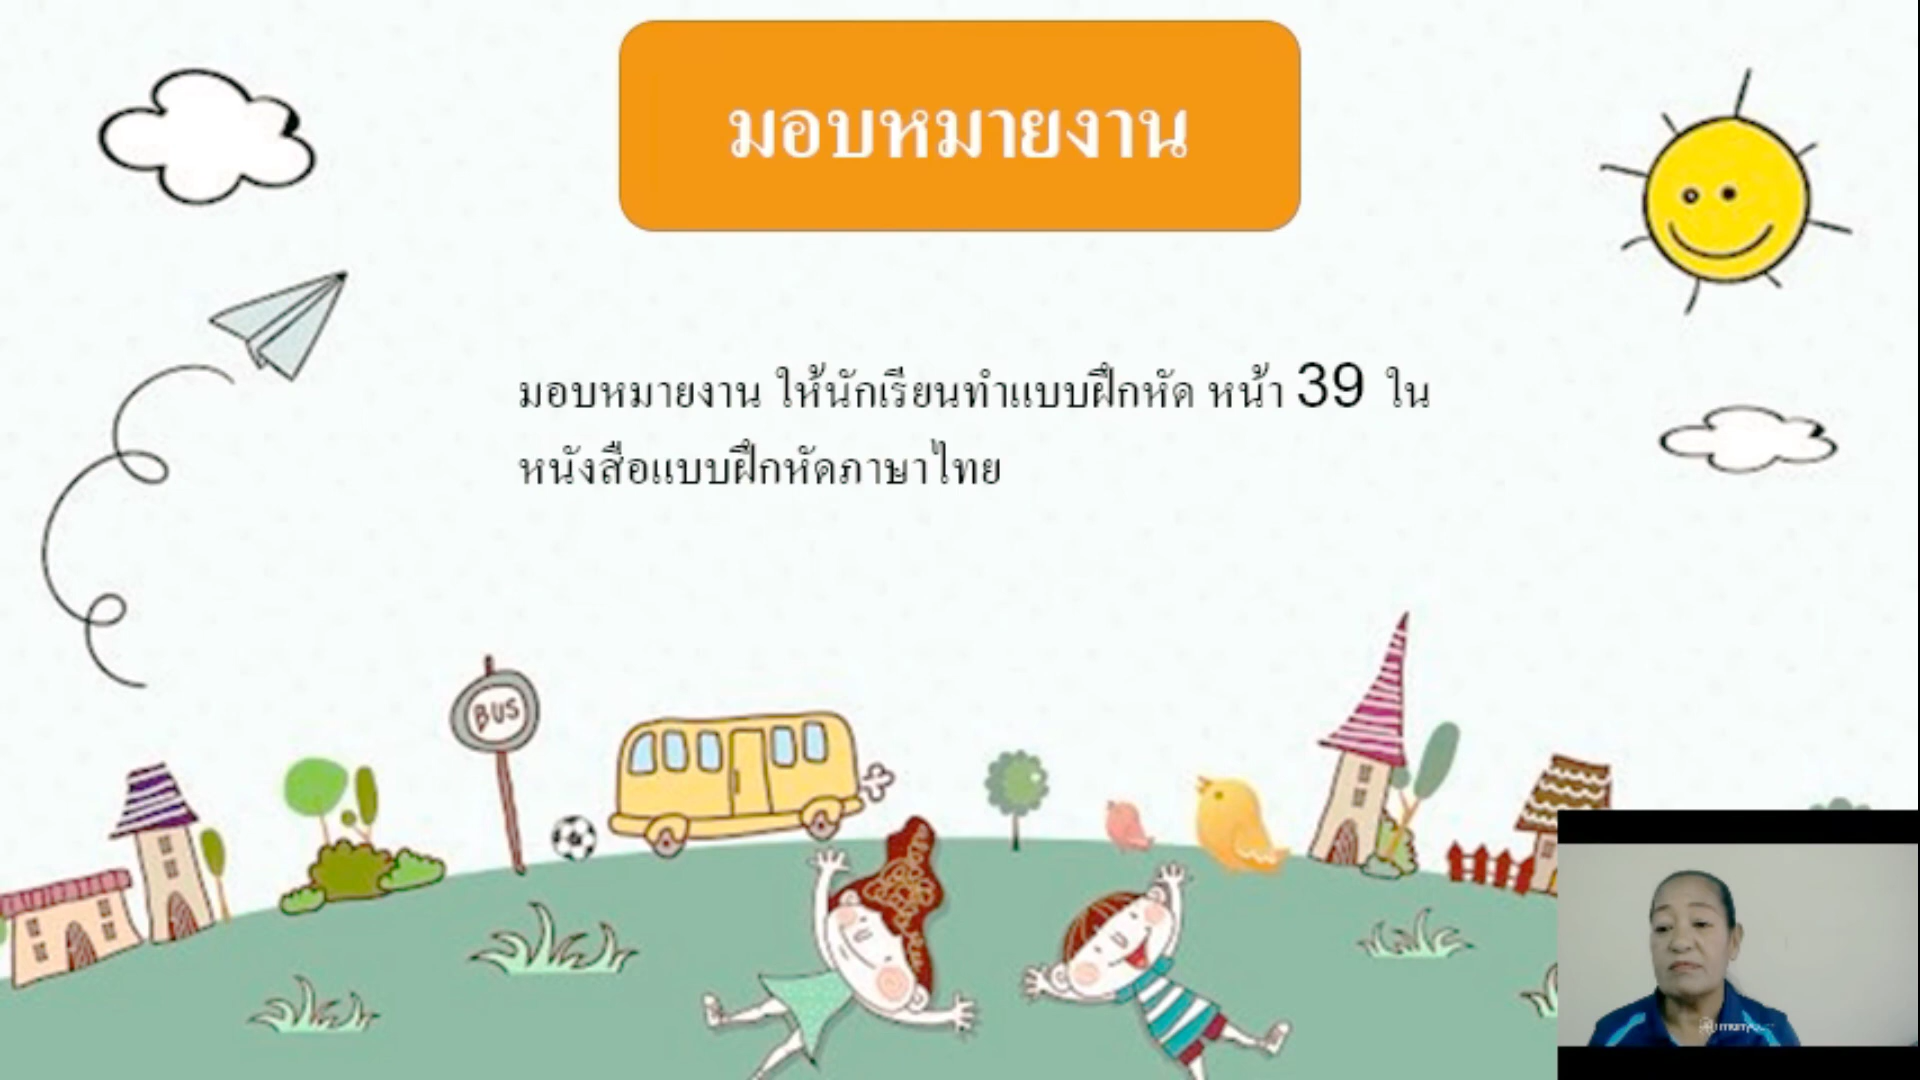 มอบหมายงาน
มอบหมายงาน ให้นักเรียนทำแบบฝึกหัด หน้า 39 ใน
หนังสือแบบฝึกหัดภาษาไทย
BUS